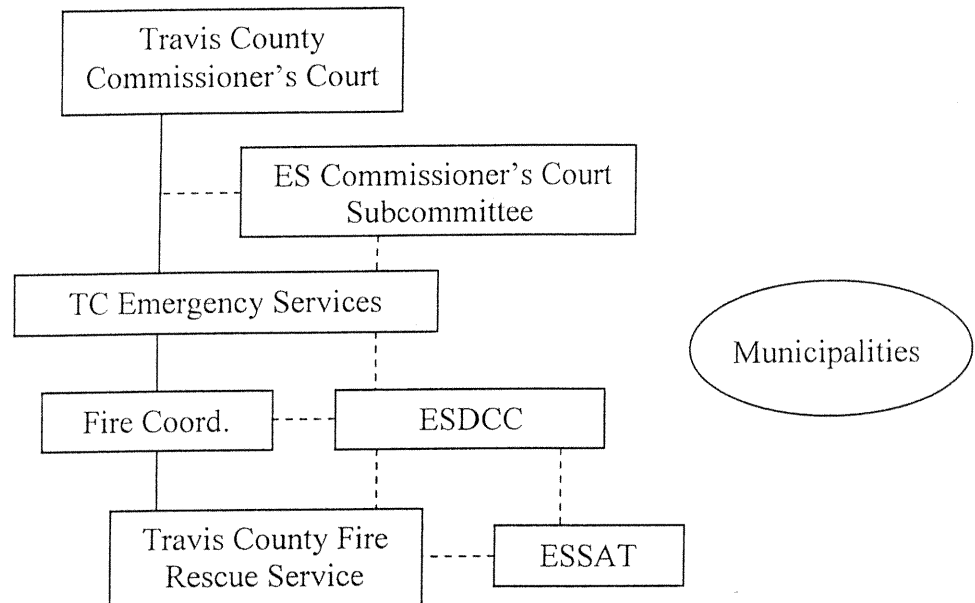 Travis County
Commissioner's Court
ES Commissioner's Court
Subcommittee
TC Emergency Services
Municipalities
Fire Coord.
ESDCC
Travis County Fire
Rescue Service
ESSAT